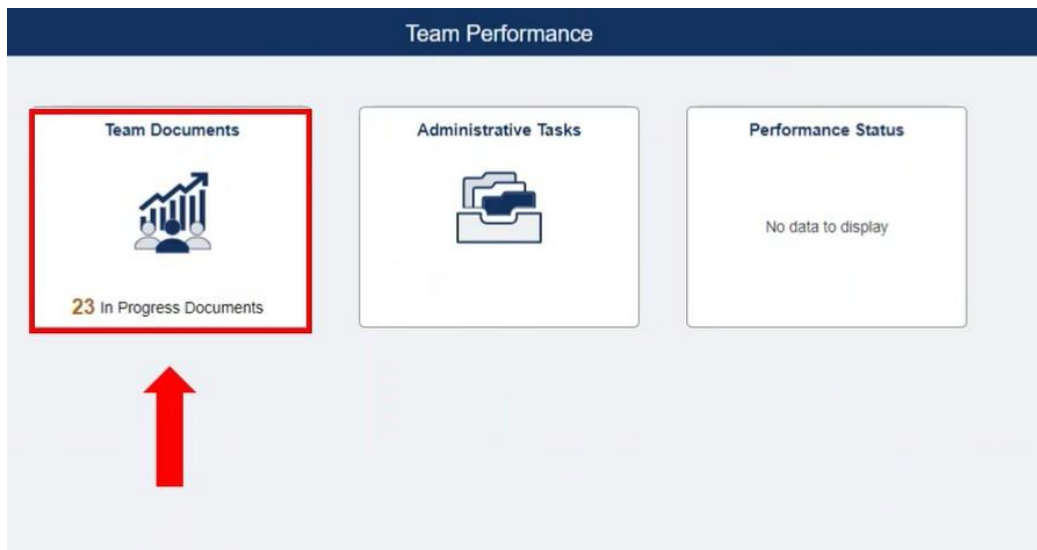 Team Performance
Team Documents
23 In Progress Documents
Administrative Tasks
Performance Status
No data to display